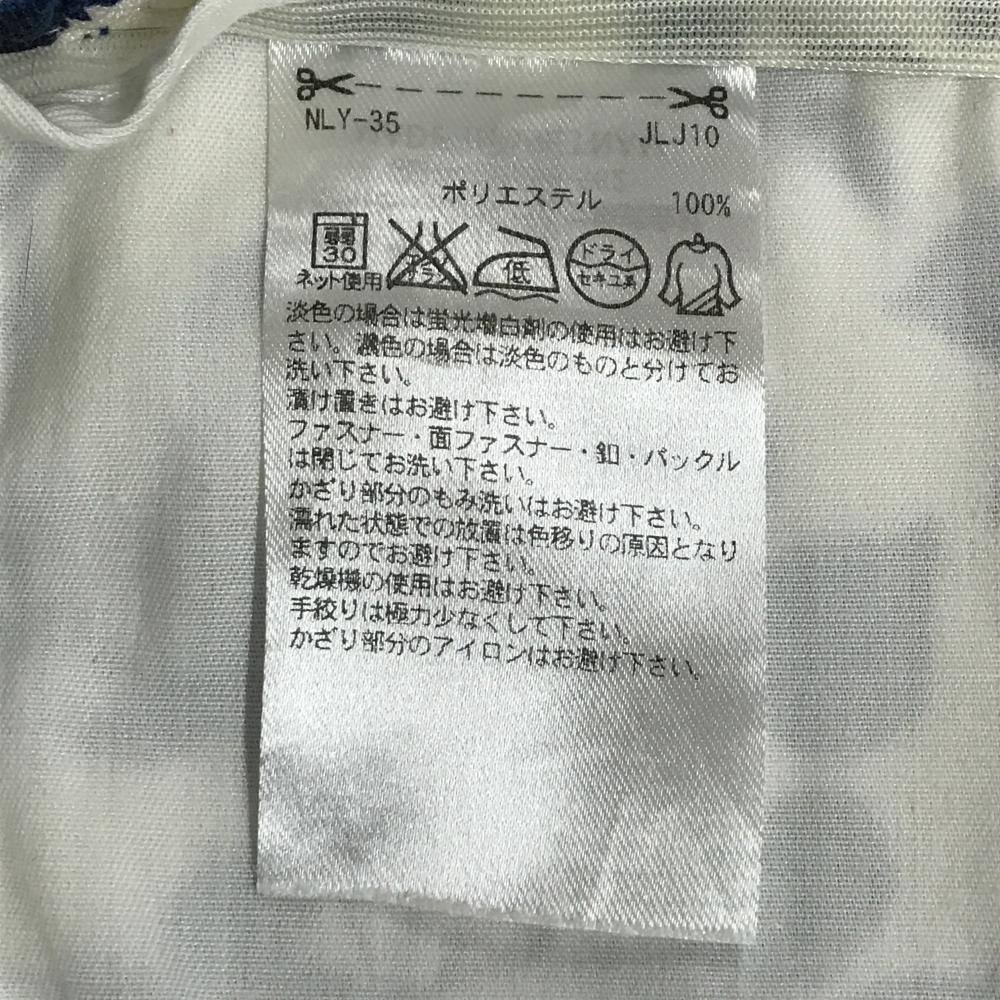 NLY-35 JLJ10
ポリエステル 100%
弱 30 ネット使用 エンソ サラシ 低 ドライ セキユ系
淡色の場合は蛍光増白剤の使用はお避け下
さい。濃色の場合は淡色のものと分けてお
洗い下さい。
漬け置きはお避け下さい。
ファスナー・面ファスナー・釦・バックル
は閉じてお洗い下さい。
かざり部分のもみ洗いはお避け下さい。
濡れた状態での放置は色移りの原因となり
ますのでお避け下さい。
乾燥機の使用はお避け下さい。
手絞りは極力少なくして下さい。
かざり部分のアイロンはお避け下さい。